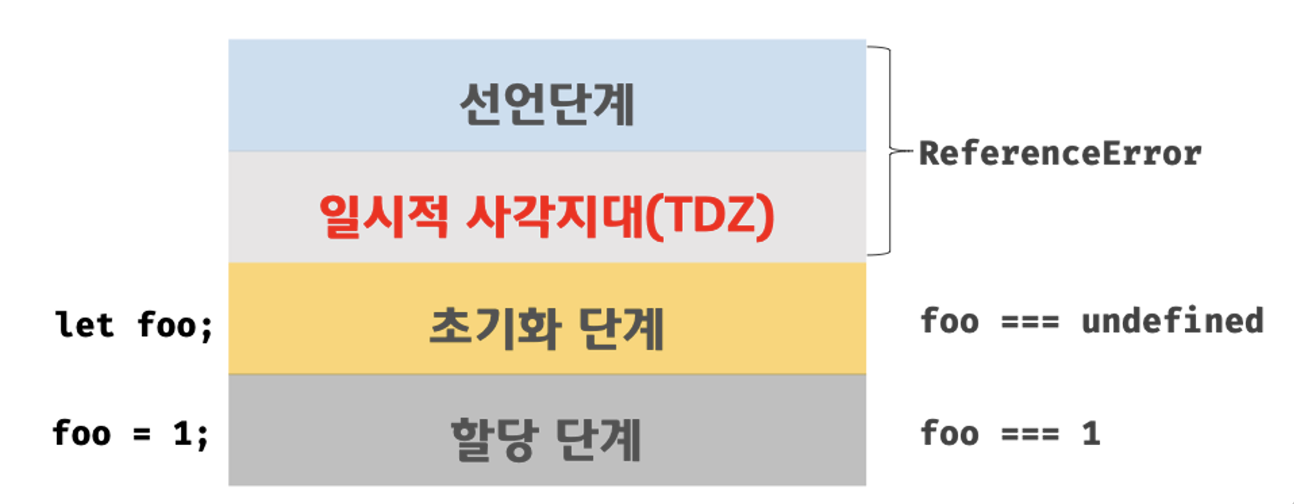 선언단계
ReferenceError
일시적 사각지대(TDZ)
let foo;
초기화 단계
foo === undefined
foo = 1;
할당 단계
foo === 1